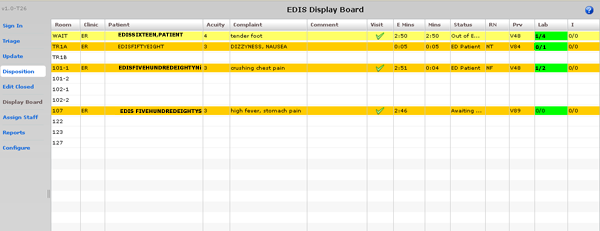 v1.0-T26
EDIS Display Board
Sign In
Triage
Update
Disposition
Edit Closed
Display Board
Assign Staff
Reports
Configure
Room Clinic Patient Acuity Complaint Comment Visit E Mins Mins Status RN Prv Lab I
WAIT ER EDISSIXTEEN,PATIENT 4 tender foot 2:50 2:50 Out of E... V48 0/0
TR1A ER EDISFIFTYEIGHT 3 DIZZYNESS, NAUSEA 0:05 0:05 ED Patient NT V84 0/1 0/0
TR1B
101-1 ER EDISFIVEHUNDREDEIGHTYNI 3 crushing chest pain 2:51 0:04 ED Patient NF V48 0/0
101-2
102-1
102-2
107 ER EDIS FIVEHUNDREDEIGHTYS 3 high fever, stomach pain 2:46 Awaiting ... V89 0/0 0/0
122
123
127